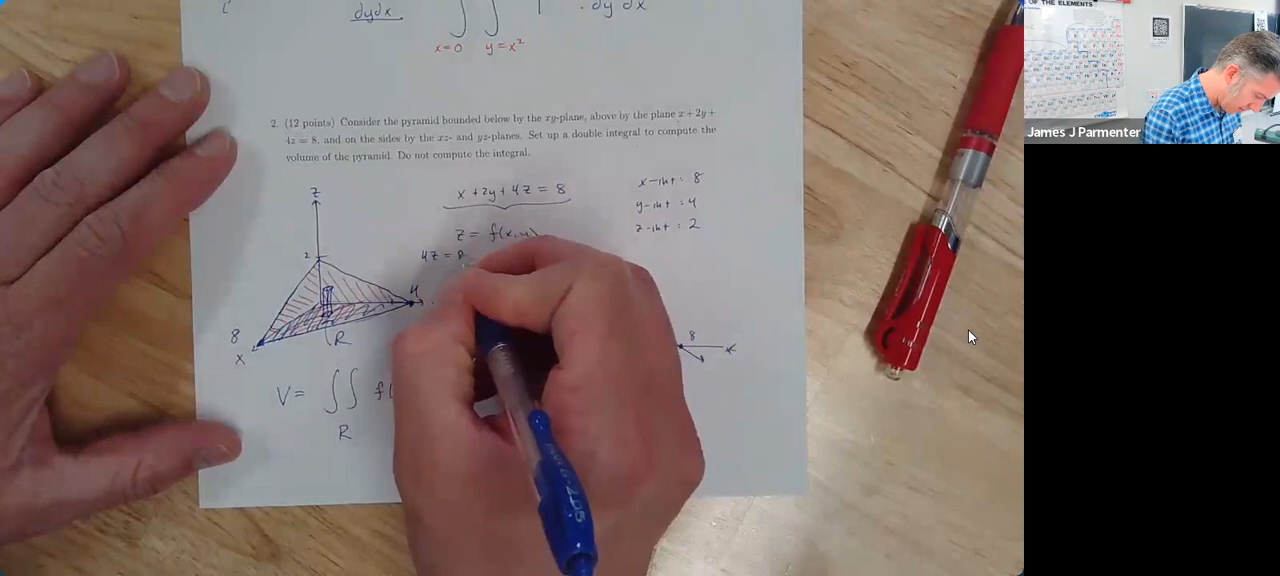 dydx ∫ ∫ · dy dx
x=0 y=x²
2. (12 points) Consider the pyramid bounded below by the xy-plane, above by the plane x + 2y +
4z = 8, and on the sides by the xz- and yz-planes. Set up a double integral to compute the
volume of the pyramid. Do not compute the integral.
x + 2y + 4z = 8
x-int: 8
y-int: 4
z-int: 2
z = f(x,y)
4z = 8
z
2
4
8
x
R
8
x
V = ∫∫ f(
R
OF THE ELEMENTS
James J Parmenter